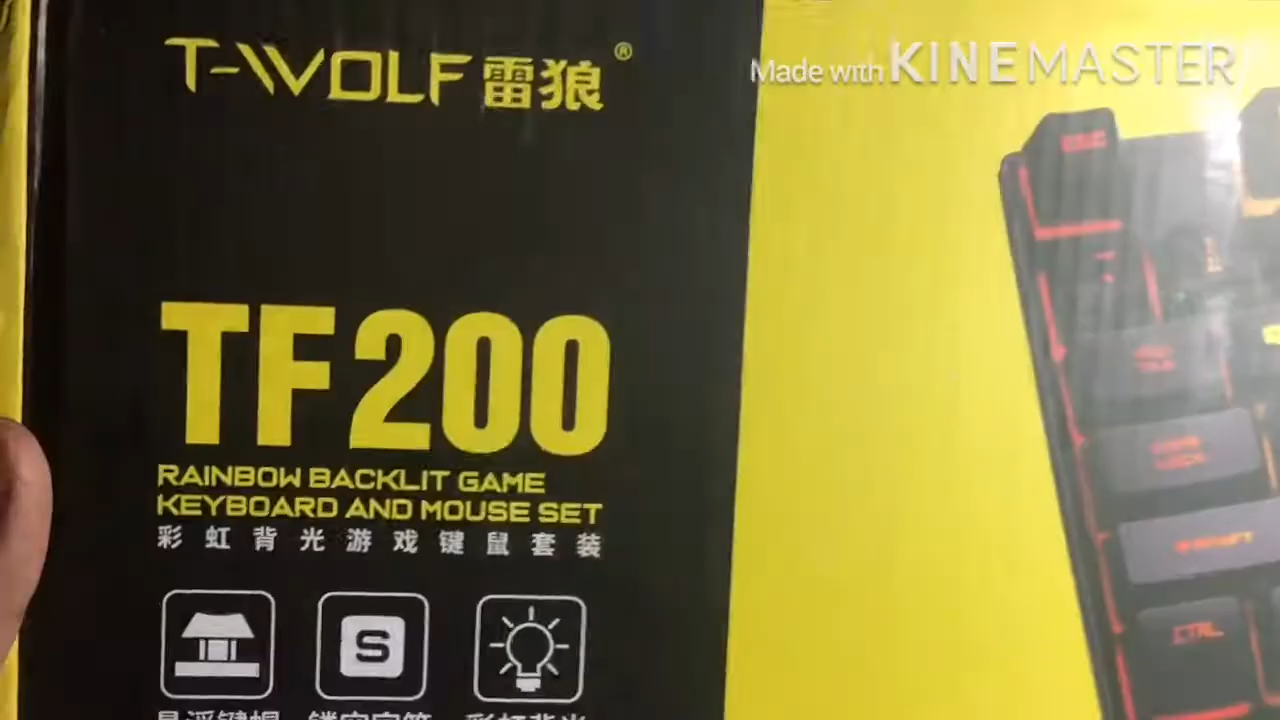 T-WOLF 雷狼®
Made with KINEMASTER
TF200
RAINBOW BACKLIT GAME
KEYBOARD AND MOUSE SET
彩虹背光游戏键鼠套装
S
CTRL